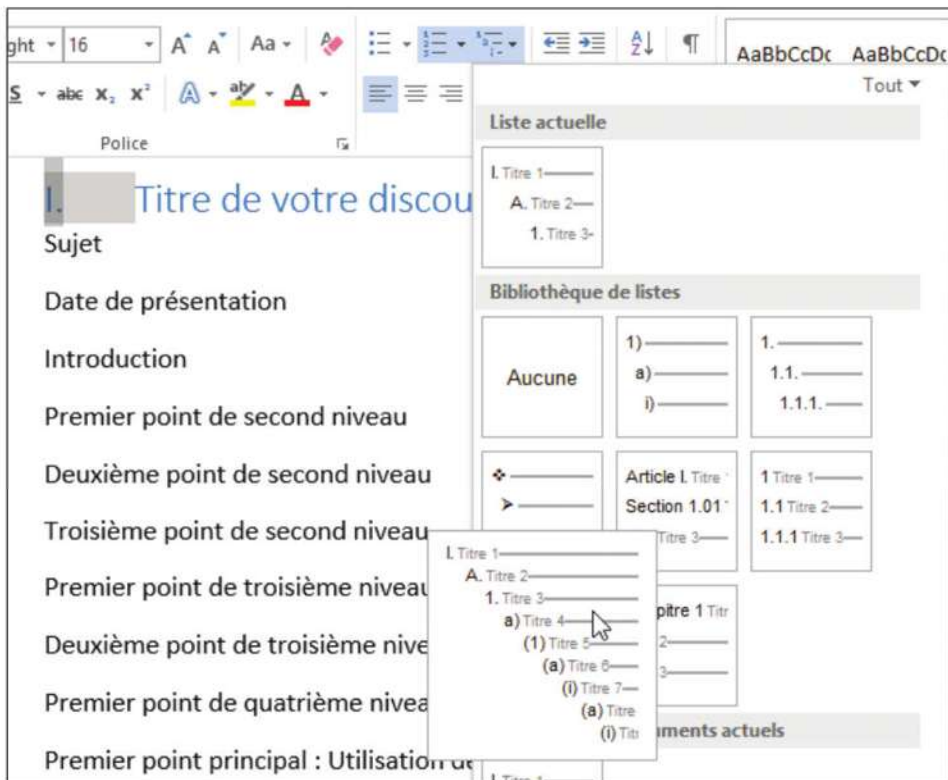 ght 16 A A Aa
AaBbCcDc AaBbCcDc
S abc x₂ x² A aby A
Tout
Police
Liste actuelle
I. Titre 1
A. Titre 2
1. Titre 3
I. Titre de votre discou
Sujet
Date de présentation
Introduction
Premier point de second niveau
Deuxième point de second niveau
Troisième point de second niveau
Premier point de troisième niveau
Deuxième point de troisième nive
Premier point de quatrième nivea
Premier point principal : Utilisation de
Bibliothèque de listes
Aucune
1)
a)
i)
1.
1.1.
1.1.1.
Article I. Titre
Section 1.01
Titre 3
1 Titre 1
1.1 Titre 2
1.1.1 Titre 3
I. Titre 1
A. Titre 2
1. Titre 3
a) Titre 4
(1) Titre 5
(a) Titre 6
(i) Titre 7
(a) Titre
(i) Tit
pitre 1 Titr
2
3
uments actuels
I. Titre 1